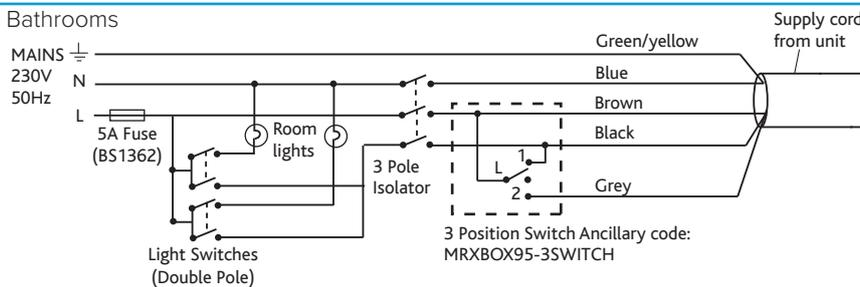 Bathrooms
MAINS
230V
50Hz
N
L
5A Fuse
(BS1362)
Room
lights
Light Switches
(Double Pole)
3 Pole
Isolator
Green/yellow
Blue
Brown
Black
Grey
L
1
2
3 Position Switch Ancillary code:
MRXBOX95-3SWITCH
Supply cord
from unit